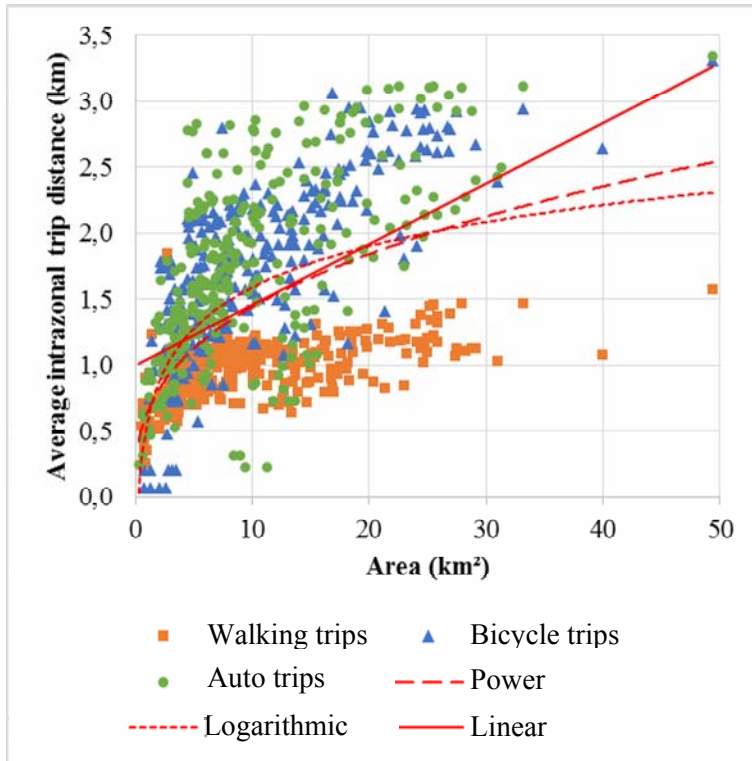 3,5
3,0
2,5
2,0
1,5
1,0
0,5
0,0
Average intrazonal trip distance (km)
0 10 20 30 40 50
Area (km²)
Walking trips Bicycle trips
Auto trips Power
Logarithmic Linear